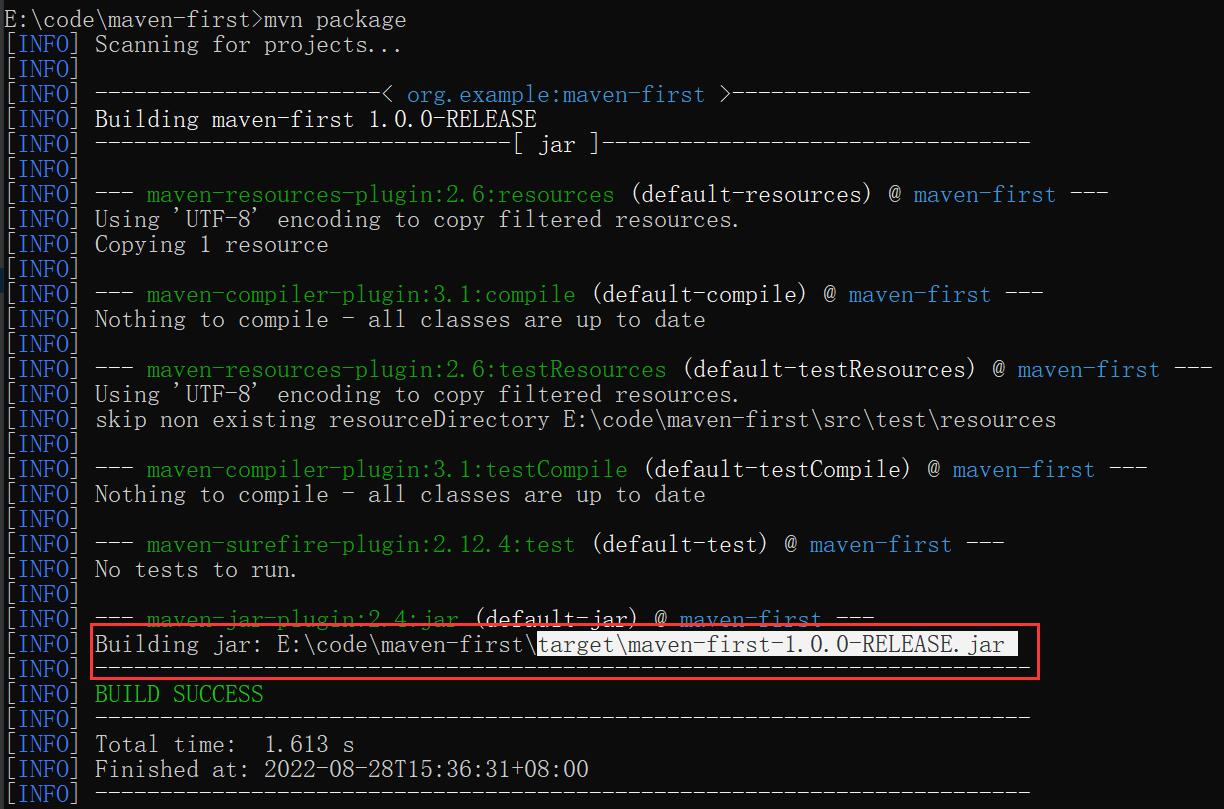 E:\code\maven-first>mvn package
[INFO] Scanning for projects...
[INFO]
[INFO] ----------------------< org.example:maven-first >-----------------------
[INFO] Building maven-first 1.0.0-RELEASE
[INFO] --------------------------------[ jar ]---------------------------------
[INFO]
[INFO] --- maven-resources-plugin:2.6:resources (default-resources) @ maven-first ---
[INFO] Using 'UTF-8' encoding to copy filtered resources.
[INFO] Copying 1 resource
[INFO]
[INFO] --- maven-compiler-plugin:3.1:compile (default-compile) @ maven-first ---
[INFO] Nothing to compile - all classes are up to date
[INFO]
[INFO] --- maven-resources-plugin:2.6:testResources (default-testResources) @ maven-first ---
[INFO] Using 'UTF-8' encoding to copy filtered resources.
[INFO] skip non existing resourceDirectory E:\code\maven-first\src\test\resources
[INFO]
[INFO] --- maven-compiler-plugin:3.1:testCompile (default-testCompile) @ maven-first ---
[INFO] Nothing to compile - all classes are up to date
[INFO]
[INFO] --- maven-surefire-plugin:2.12.4:test (default-test) @ maven-first ---
[INFO] No tests to run.
[INFO]
[INFO] --- maven-jar-plugin:2.4:jar (default-jar) @ maven-first ---
[INFO] Building jar: E:\code\maven-first\target\maven-first-1.0.0-RELEASE.jar
[INFO] ------------------------------------------------------------------------
[INFO] BUILD SUCCESS
[INFO] ------------------------------------------------------------------------
[INFO] Total time:  1.613 s
[INFO] Finished at: 2022-08-28T15:36:31+08:00
[INFO] ------------------------------------------------------------------------